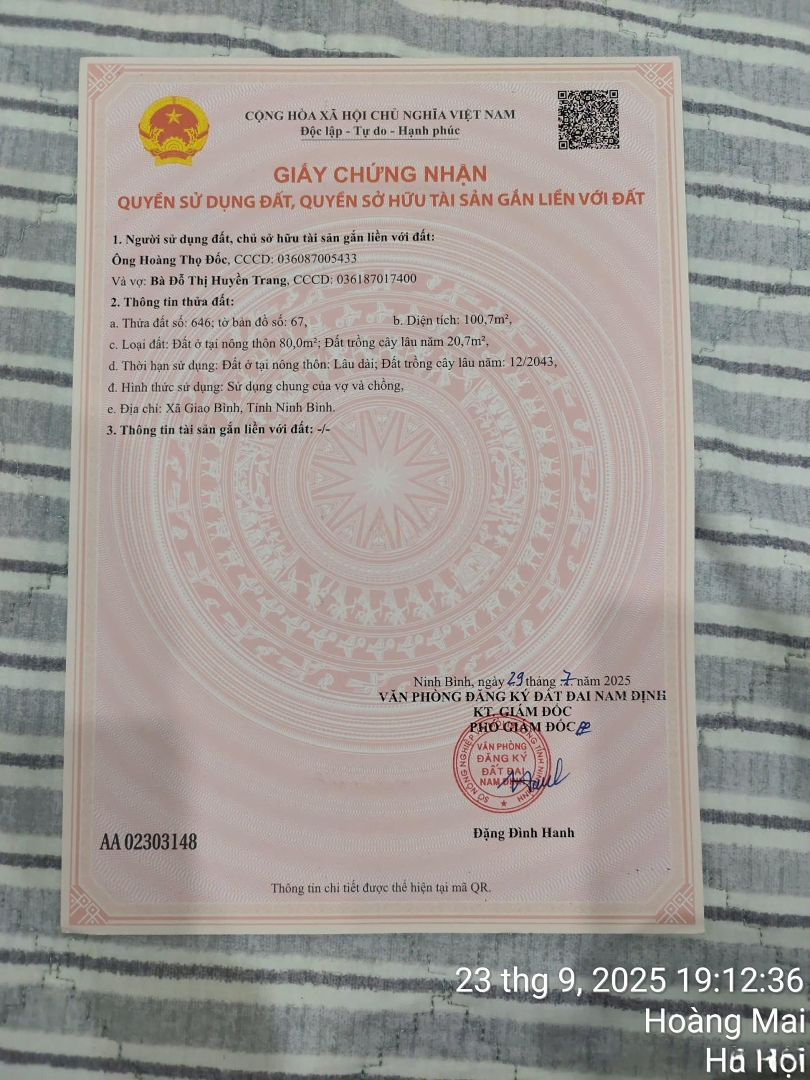 CỘNG HÒA XÃ HỘI CHỦ NGHĨA VIỆT NAM
Độc lập - Tự do - Hạnh phúc
GIẤY CHỨNG NHẬN
QUYỀN SỬ DỤNG ĐẤT, QUYỀN SỞ HỮU TÀI SẢN GẮN LIỀN VỚI ĐẤT
1. Người sử dụng đất, chủ sở hữu tài sản gắn liền với đất:
Ông Hoàng Thọ Đốc, CCCD: 036087005433
Và vợ: Bà Đỗ Thị Huyền Trang, CCCD: 036187017400
2. Thông tin thửa đất:
a. Thửa đất số: 646; tờ bản đồ số: 67, b. Diện tích: 100,7m²,
c. Loại đất: Đất ở tại nông thôn 80,0m²; Đất trồng cây lâu năm 20,7m²,
d. Thời hạn sử dụng: Đất ở tại nông thôn: Lâu dài; Đất trồng cây lâu năm: 12/2043,
đ. Hình thức sử dụng: Sử dụng chung của vợ và chồng,
e. Địa chỉ: Xã Giao Bình, Tỉnh Ninh Bình.
3. Thông tin tài sản gắn liền với đất: -/-
Ninh Bình, ngày 29 tháng 7 năm 2025
VĂN PHÒNG ĐĂNG KÝ ĐẤT ĐAI NAM ĐỊNH
KT. GIÁM ĐỐC
PHÓ GIÁM ĐỐC
VĂN PHÒNG
ĐĂNG KÝ
ĐẤT ĐAI
NAM
Đặng Đình Hanh
AA 02303148
Thông tin chi tiết được thể hiện tại mã QR.
23 thg 9, 2025 19:12:36
Hoàng Mai
Hà Nội